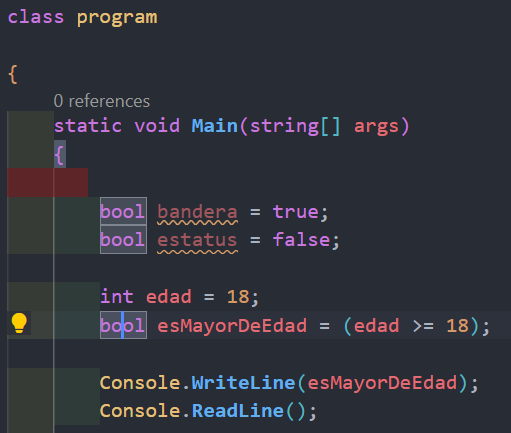 class program
{
0 references
static void Main(string[] args)
{
bool bandera = true;
bool estatus = false;
int edad = 18;
bool esMayorDeEdad = (edad >= 18);
Console.WriteLine(esMayorDeEdad);
Console.ReadLine();